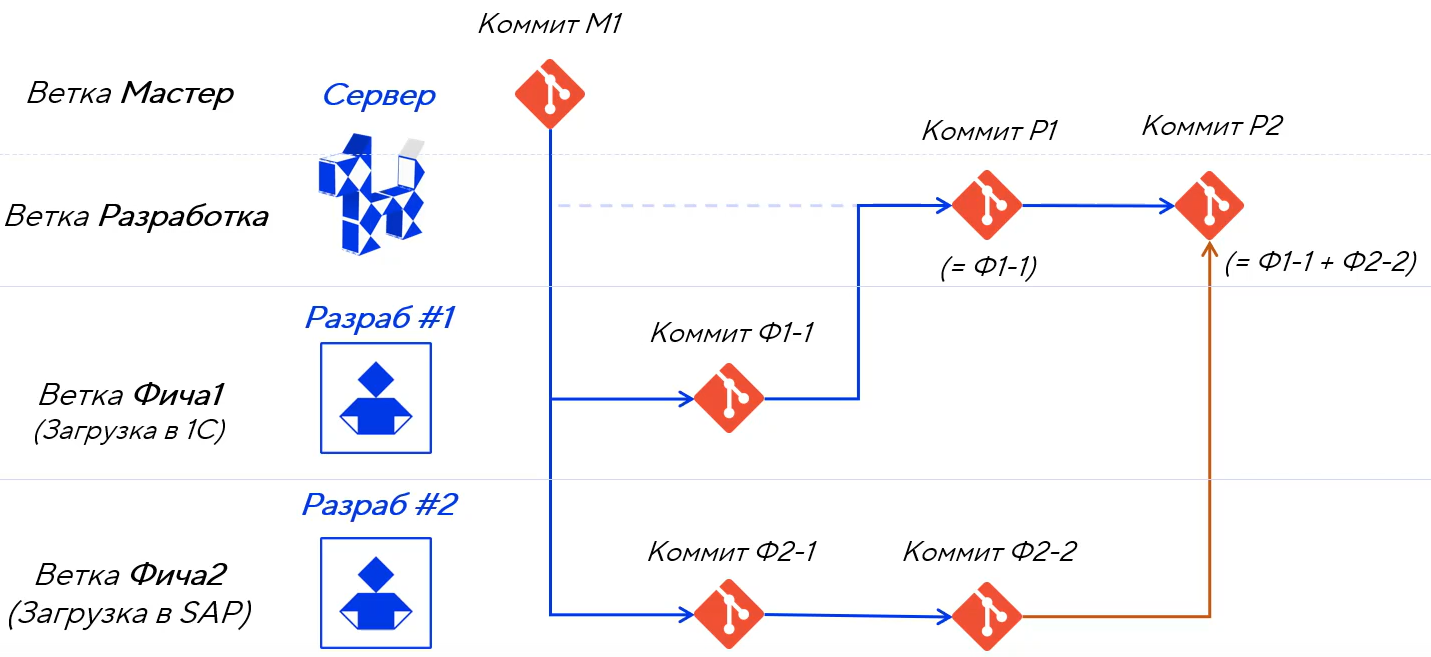 Коммит М1
Ветка Мастер
Сервер
Коммит Р1
Коммит Р2
Ветка Разработка
(= Ф1-1)
(= Ф1-1 + Ф2-2)
Разраб #1
Коммит Ф1-1
Ветка Фича1
(Загрузка в 1С)
Разраб #2
Коммит Ф2-1
Коммит Ф2-2
Ветка Фича2
(Загрузка в SAP)